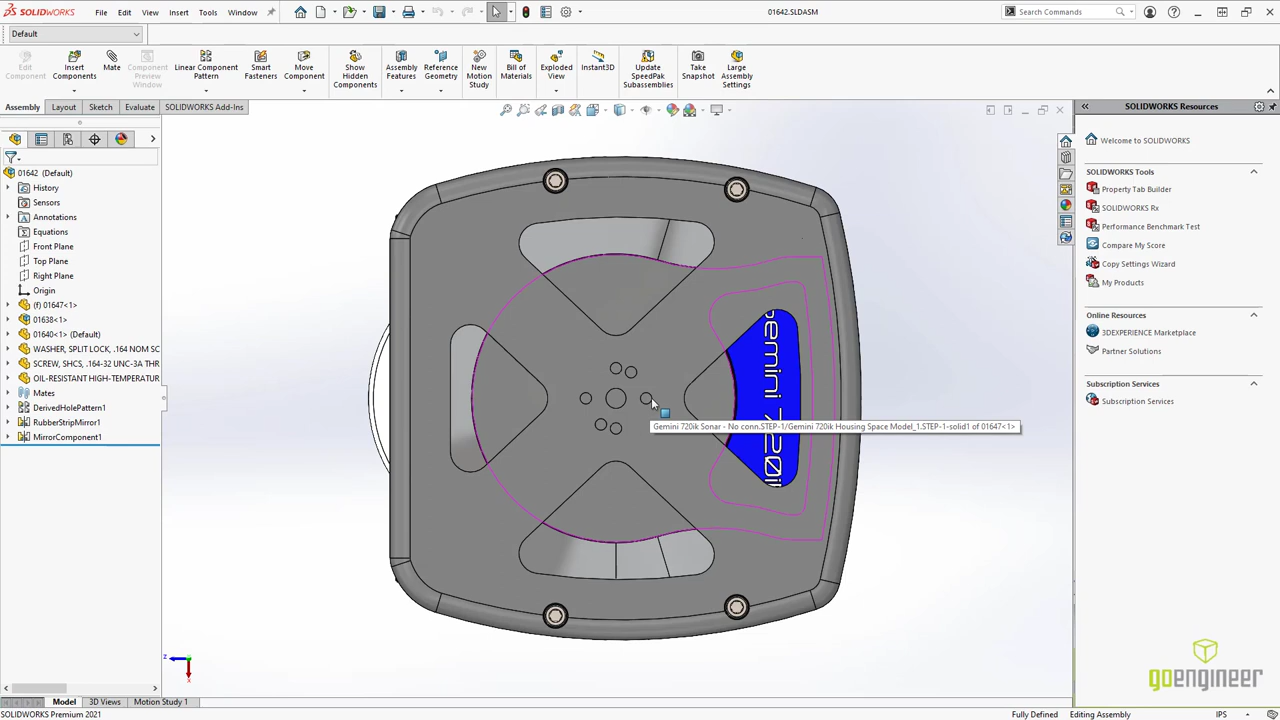 SOLIDWORKS File Edit View Insert Tools Window 01642.SLDASM Search Commands
Default
Edit Component
Insert Components
Mate
Component Preview Window
Linear Component Pattern
Smart Fasteners
Move Component
Show Hidden Components
Assembly Features
Reference Geometry
New Motion Study
Bill of Materials
Exploded View
Instant3D
Update SpeedPak Subassemblies
Take Snapshot
Large Assembly Settings
Assembly Layout Sketch Evaluate SOLIDWORKS Add-Ins
01642 (Default)
History
Sensors
Annotations
Equations
Front Plane
Top Plane
Right Plane
Origin
(f) 01647<1>
01638<1>
01640<1> (Default)
WASHER, SPLIT LOCK, .164 NOM SC
SCREW, SHCS, .164-32 UNC-3A THR
OIL-RESISTANT HIGH-TEMPERATUR
Mates
DerivedHolePattern1
RubberStripMirror1
MirrorComponent1
gemini 720ik
Gemini 720ik Sonar - No conn.STEP-1/Gemini 720ik Housing Space Model_1.STEP-1-solid1 of 01647<1>
z
x
SOLIDWORKS Resources
Welcome to SOLIDWORKS
SOLIDWORKS Tools
Property Tab Builder
SOLIDWORKS Rx
Performance Benchmark Test
Compare My Score
Copy Settings Wizard
My Products
Online Resources
3DEXPERIENCE Marketplace
Partner Solutions
Subscription Services
Subscription Services
goengineer
Model 3D Views Motion Study 1
SOLIDWORKS Premium 2021 Fully Defined Editing Assembly IPS